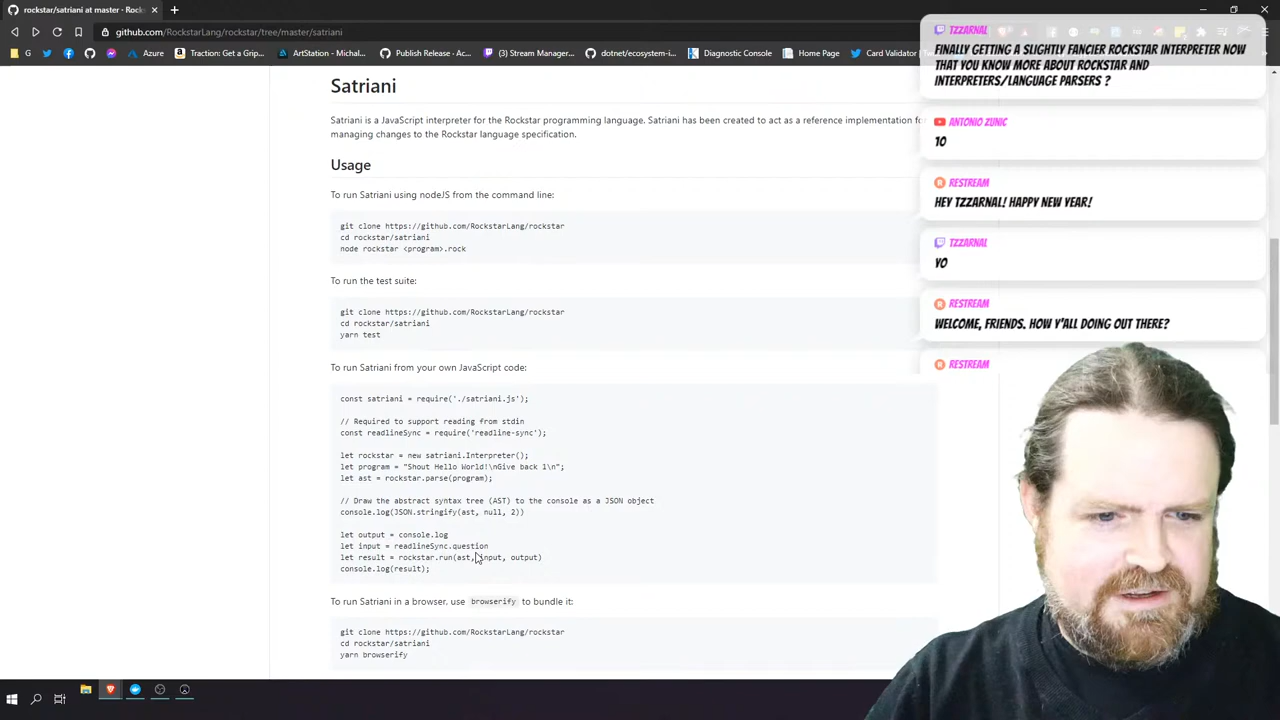 rockstar/satriani at master · Rock
github.com/RockstarLang/rockstar/tree/master/satriani
G
Azure
Traction: Get a Grip...
ArtStation - Michal...
Publish Release - Ac...
(3) Stream Manager...
dotnet/ecosystem-i...
Diagnostic Console
Home Page
Card Validator | Tw
Satriani
Satriani is a JavaScript interpreter for the Rockstar programming language. Satriani has been created to act as a reference implementation fo
managing changes to the Rockstar language specification.
Usage
To run Satriani using nodeJS from the command line:
git clone https://github.com/RockstarLang/rockstar
cd rockstar/satriani
node rockstar <program>.rock
To run the test suite:
git clone https://github.com/RockstarLang/rockstar
cd rockstar/satriani
yarn test
To run Satriani from your own JavaScript code:
const satriani = require('./satriani.js');
// Required to support reading from stdin
const readlineSync = require('readline-sync');
let rockstar = new satriani.Interpreter();
let program = "Shout Hello World!\nGive back 1\n";
let ast = rockstar.parse(program);
// Draw the abstract syntax tree (AST) to the console as a JSON object
console.log(JSON.stringify(ast, null, 2))
let output = console.log
let input = readlineSync.question
let result = rockstar.run(ast, input, output)
console.log(result);
To run Satriani in a browser, use browserify to bundle it:
git clone https://github.com/RockstarLang/rockstar
cd rockstar/satriani
yarn browserify
TZZARNAL
FINALLY GETTING A SLIGHTLY FANCIER ROCKSTAR INTERPRETER NOW
THAT YOU KNOW MORE ABOUT ROCKSTAR AND
INTERPRETERS/LANGUAGE PARSERS ?
ANTONIO ZUNIC
10
RESTREAM
HEY TZZARNAL! HAPPY NEW YEAR!
TZZARNAL
YO
RESTREAM
WELCOME, FRIENDS. HOW Y'ALL DOING OUT THERE?
RESTREAM